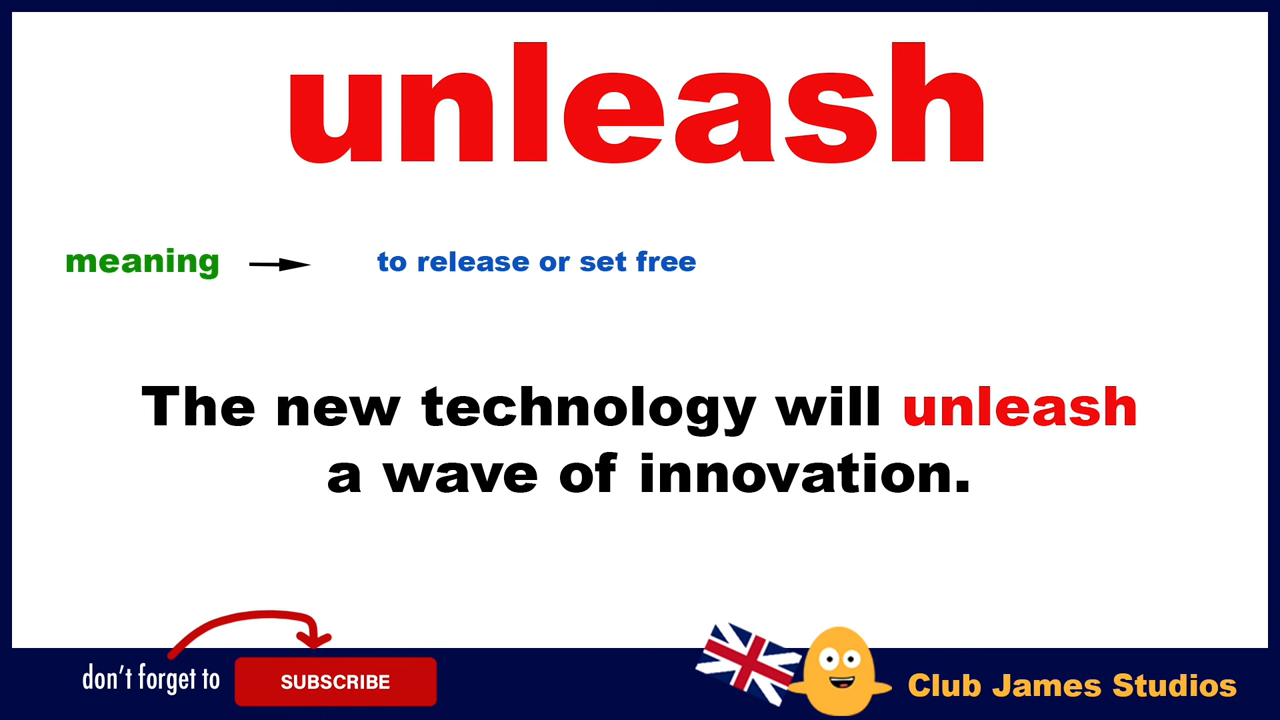 unleash
meaning
to release or set free
The new technology will unleash
a wave of innovation.
don't forget to
SUBSCRIBE
Club James Studios